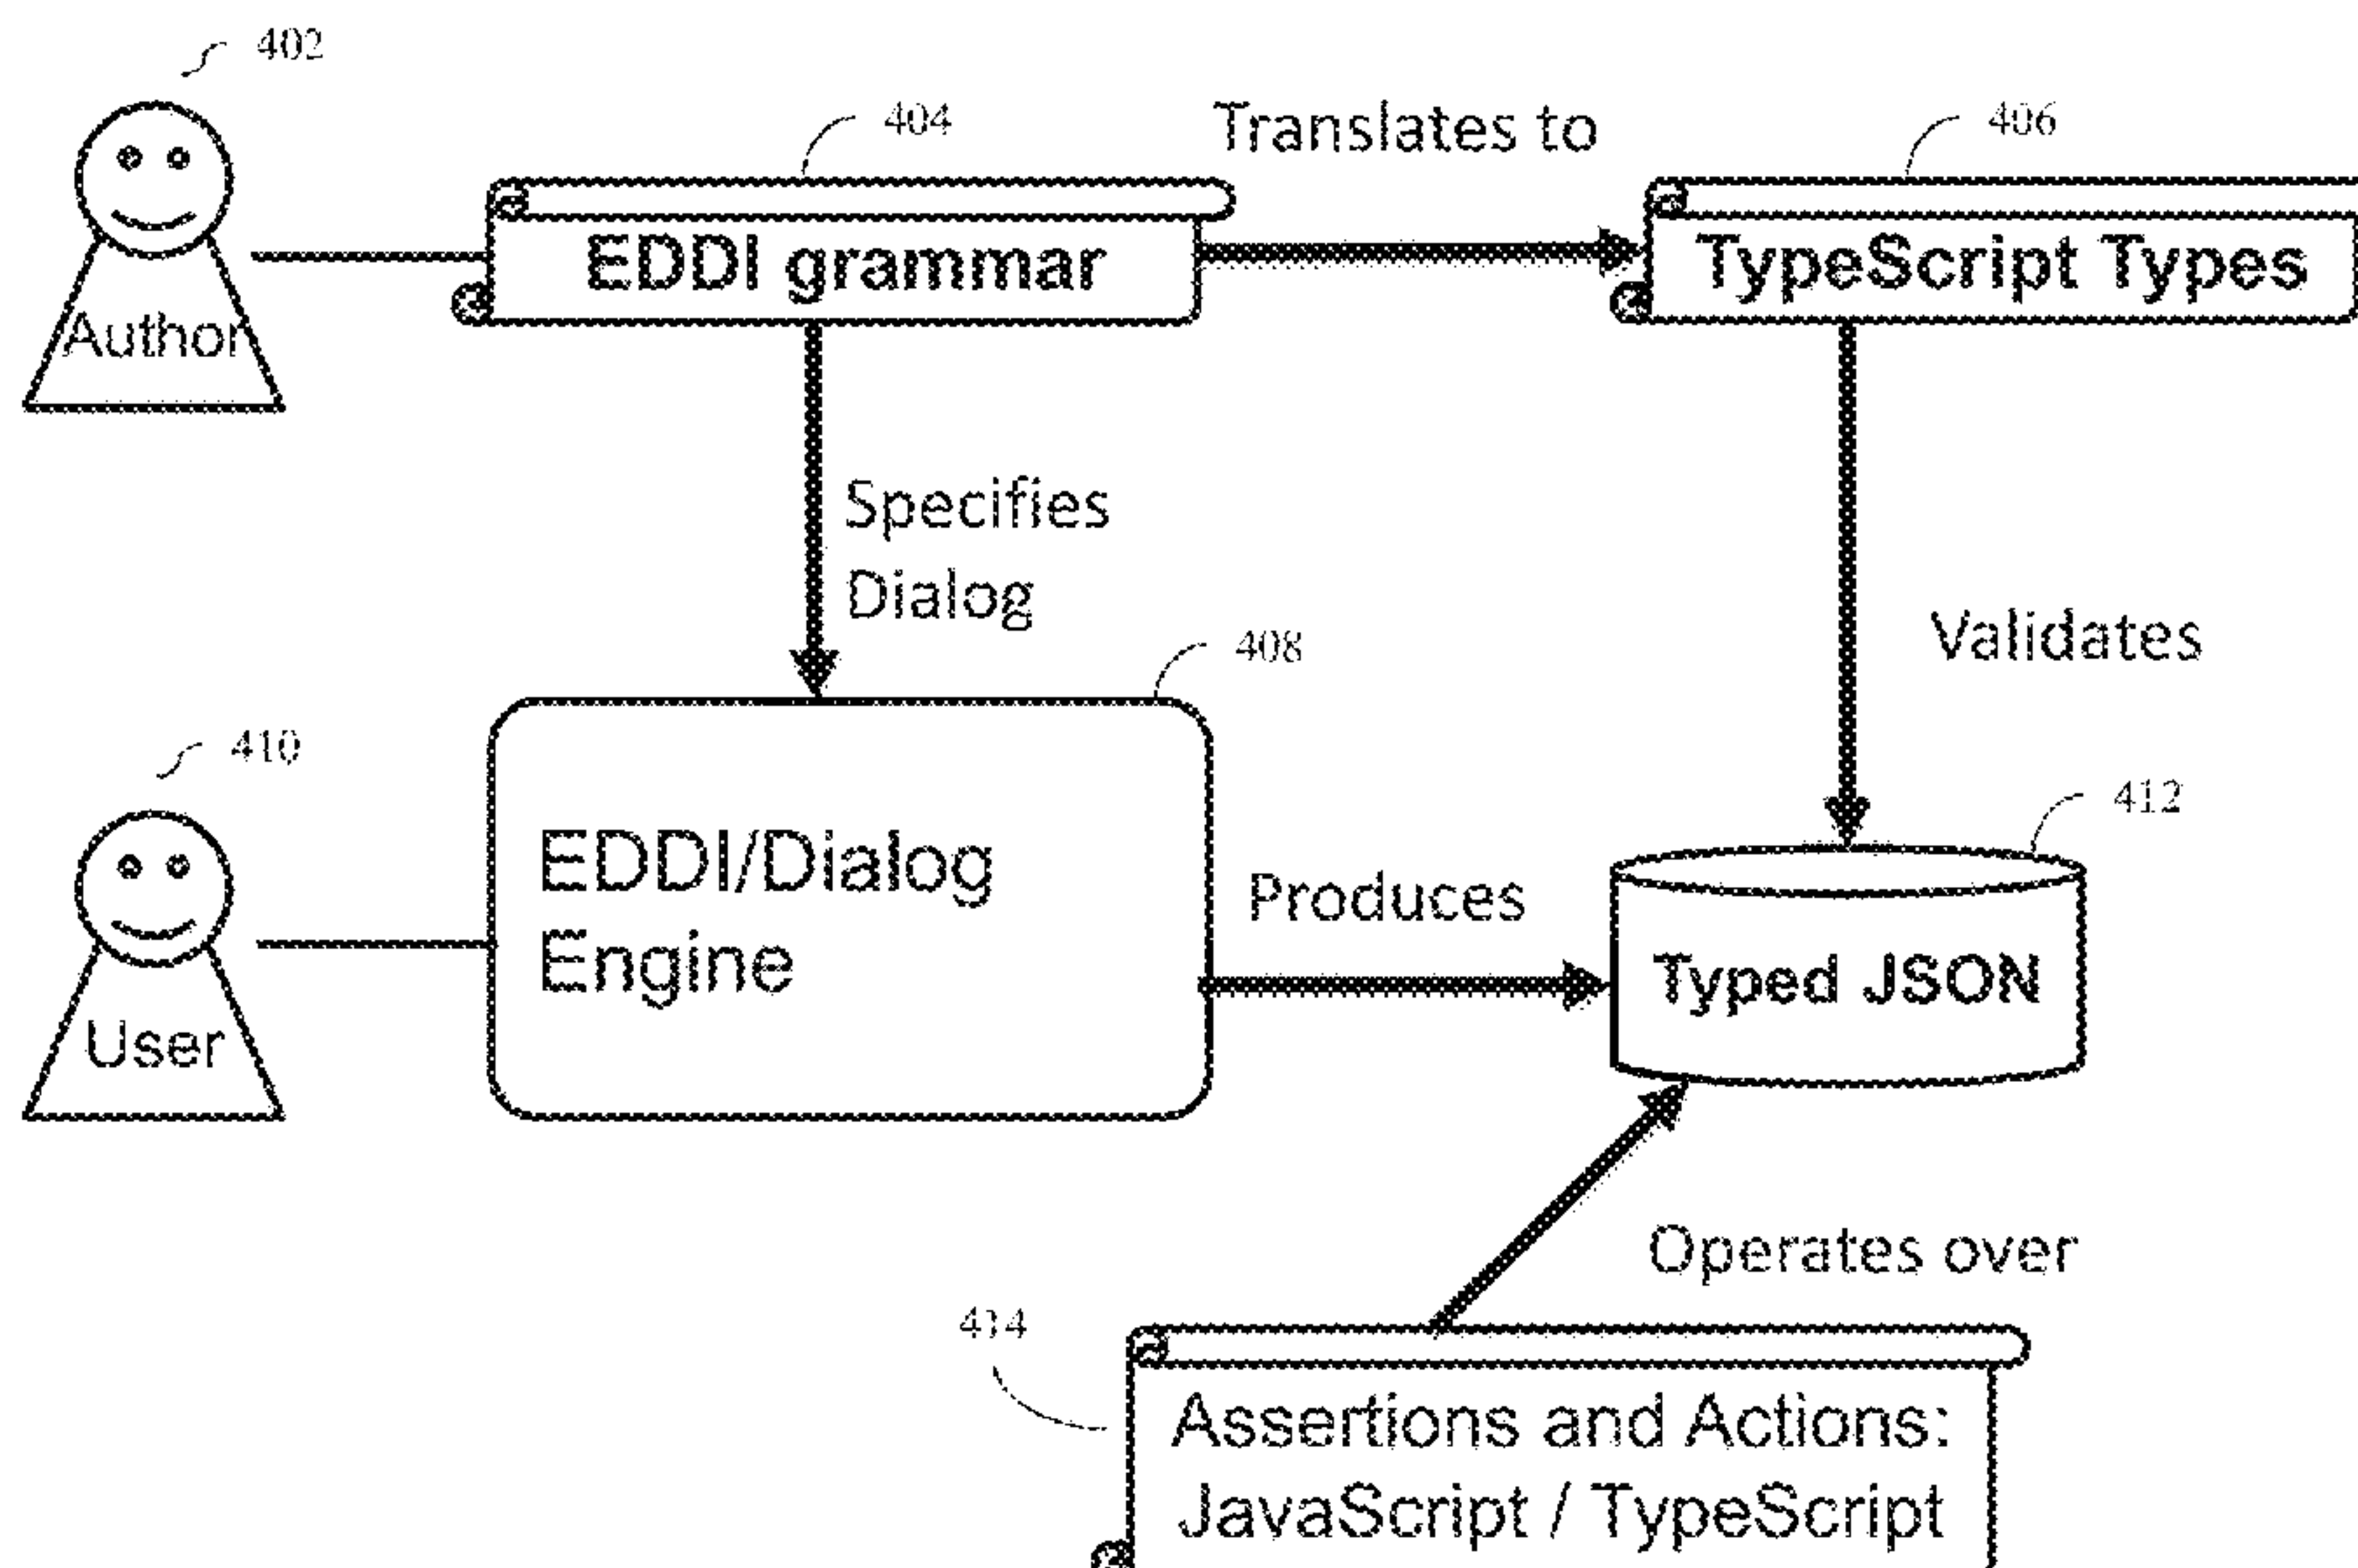 402
404
Translates to
406
EDDI grammar
TypeScript Types
Author
Specifies
Dialog
408
Validates
410
412
EDDI/Dialog
Engine
Produces
Typed JSON
User
Operates over
414
Assertions and Actions:
JavaScript / TypeScript